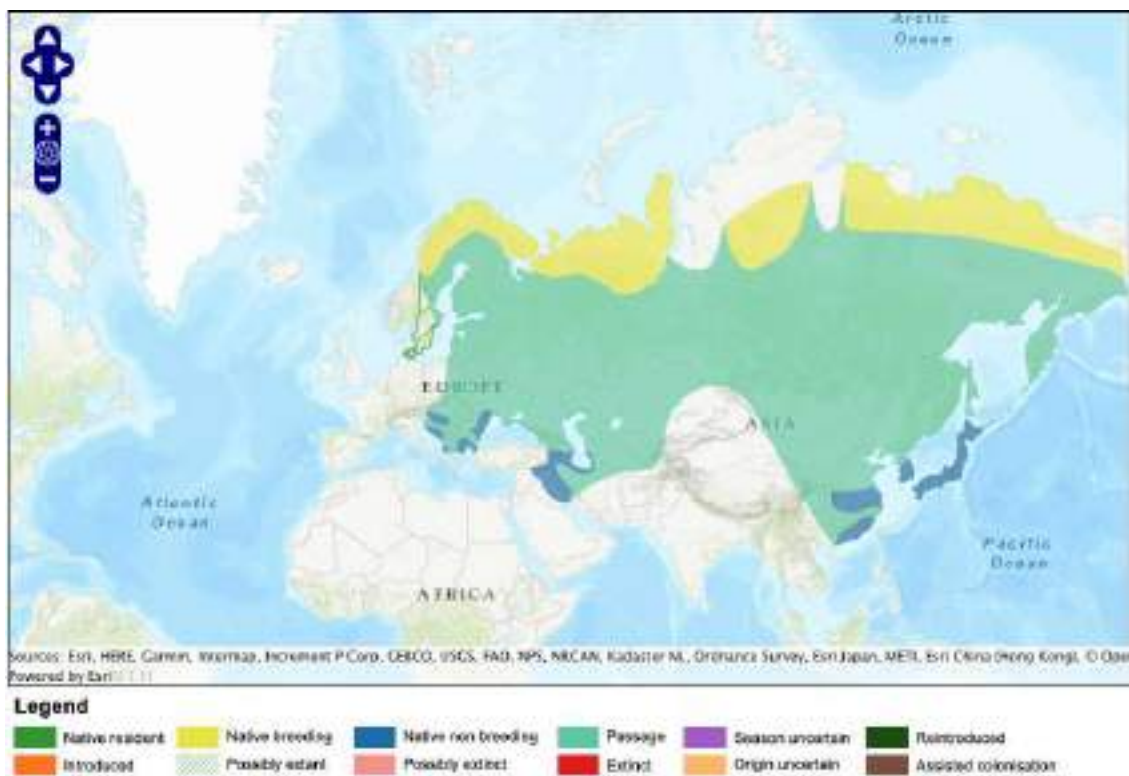 Arctic
Ocean
EUROPE
ASIA
Atlantic
Ocean
Pacific
Ocean
AFRICA
Sources: Esri, HERE, Garmin, Intermap, Increment P Corp, GEBCO, USGS, FAO, NPS, NRCAN, Kadaster NL, Ordnance Survey, Esri Japan, METI, Esri China (Hong Kong), © Open
Powered by Esri
Legend
Native resident Native breeding Native non breeding Passage Season uncertain Reintroduced
Introduced Possibly extant Possibly extinct Extinct Origin uncertain Assisted colonisation